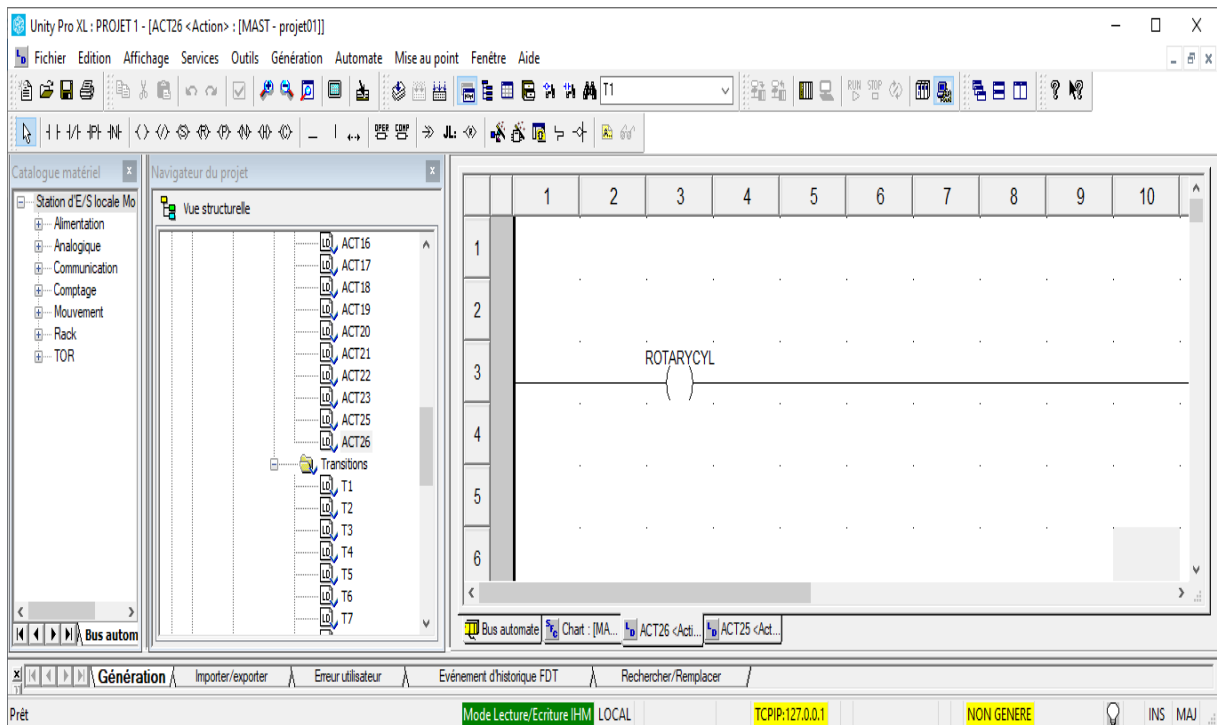 Unity Pro XL : PROJET 1 - [ACT26 <Action> : [MAST - projet01]]
Fichier Edition Affichage Services Outils Génération Automate Mise au point Fenêtre Aide
T1
RUN STOP
OPER COMP
JL:
Catalogue matériel
Station d'E/S locale Mo
Alimentation
Analogique
Communication
Comptage
Mouvement
Rack
TOR
Bus autom
Navigateur du projet
Vue structurelle
ACT16
ACT17
ACT18
ACT19
ACT20
ACT21
ACT22
ACT23
ACT25
ACT26
Transitions
T1
T2
T3
T4
T5
T6
T7
1 2 3 4 5 6 7 8 9 10
1
2
ROTARYCYL
3
4
5
6
Bus automate Chart : [MA... ACT26 <Acti... ACT25 <Act...
Génération Importer/exporter Erreur utilisateur Evénement d'historique FDT Rechercher/Remplacer
Prêt Mode Lecture/Ecriture IHM LOCAL TCPIP:127.0.0.1 NON GENERE INS MAJ